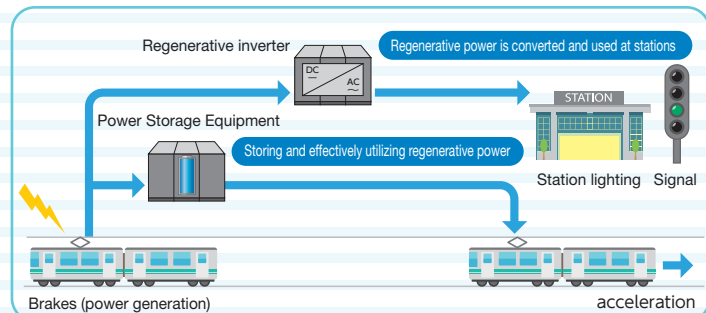 Regenerative inverter
Regenerative power is converted and used at stations
DC
AC
STATION
Power Storage Equipment
Storing and effectively utilizing regenerative power
Station lighting
Signal
Brakes (power generation)
acceleration